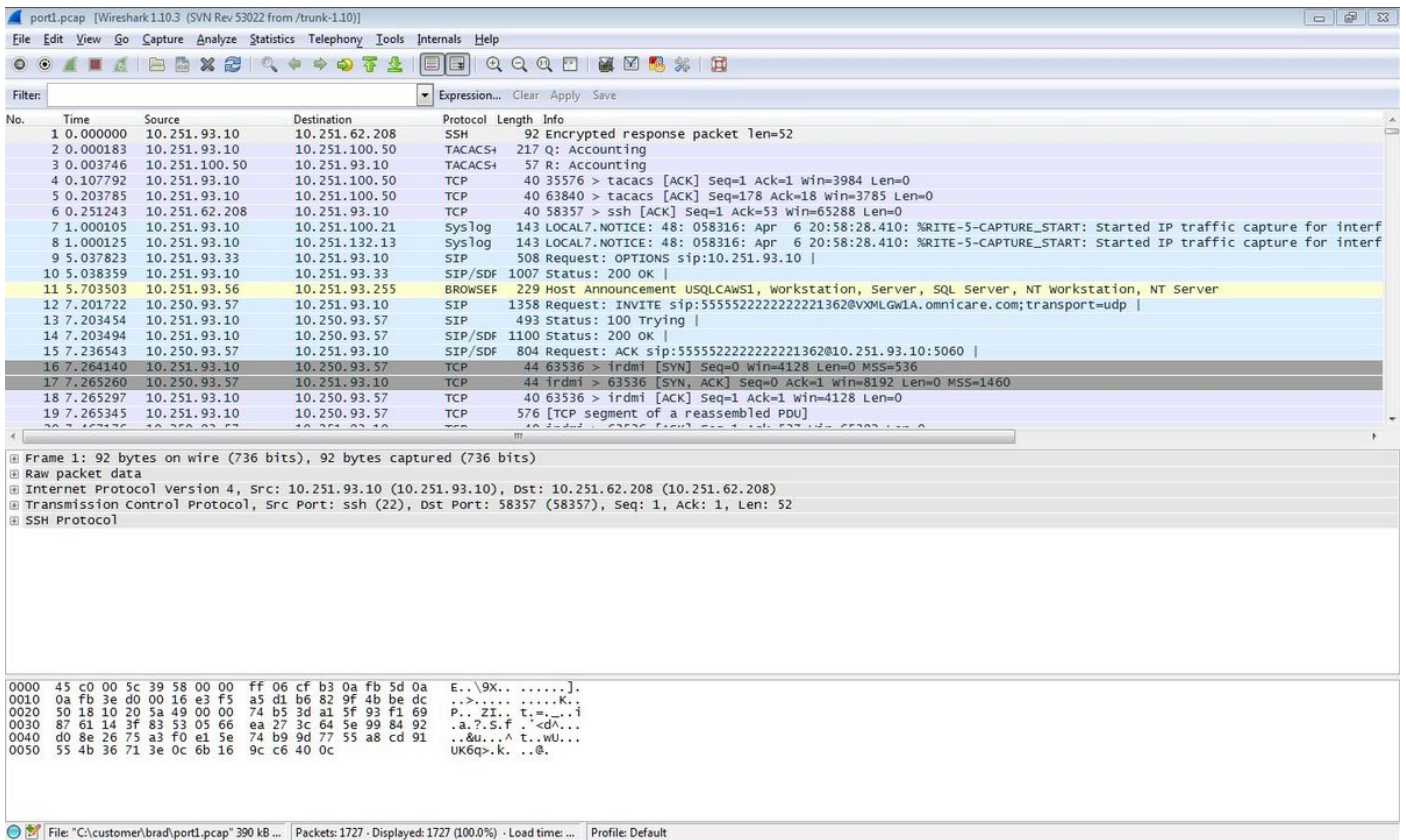 port1.pcap [Wireshark 1.10.3 (SVN Rev 53022 from /trunk-1.10)]
File Edit View Go Capture Analyze Statistics Telephony Tools Internals Help
Filter: Expression... Clear Apply Save
No. Time Source Destination Protocol Length Info
1 0.000000 10.251.93.10 10.251.62.208 SSH 92 Encrypted response packet len=52
2 0.000183 10.251.93.10 10.251.100.50 TACACS+ 217 Q: Accounting
3 0.003746 10.251.100.50 10.251.93.10 TACACS+ 57 R: Accounting
4 0.107792 10.251.93.10 10.251.100.50 TCP 40 35576 > tacacs [ACK] Seq=1 Ack=1 Win=3984 Len=0
5 0.203785 10.251.93.10 10.251.100.50 TCP 40 63840 > tacacs [ACK] Seq=178 Ack=18 Win=3785 Len=0
6 0.251243 10.251.62.208 10.251.93.10 TCP 40 58357 > ssh [ACK] Seq=1 Ack=53 Win=65288 Len=0
7 1.000105 10.251.93.10 10.251.100.21 Syslog 143 LOCAL7.NOTICE: 48: 058316: Apr 6 20:58:28.410: %RITE-5-CAPTURE_START: Started IP traffic capture for interf
8 1.000125 10.251.93.10 10.251.132.13 Syslog 143 LOCAL7.NOTICE: 48: 058316: Apr 6 20:58:28.410: %RITE-5-CAPTURE_START: Started IP traffic capture for interf
9 5.037823 10.251.93.33 10.251.93.10 SIP 508 Request: OPTIONS sip:10.251.93.10 |
10 5.038359 10.251.93.10 10.251.93.33 SIP/SDF 1007 Status: 200 OK |
11 5.703503 10.251.93.56 10.251.93.255 BROWSEF 229 Host Announcement USQLCAWS1, Workstation, Server, SQL Server, NT Workstation, NT Server
12 7.201722 10.250.93.57 10.251.93.10 SIP 1358 Request: INVITE sip:5555522222222221362@VXMLGW1A.omnicare.com;transport=udp |
13 7.203454 10.251.93.10 10.250.93.57 SIP 493 Status: 100 Trying |
14 7.203494 10.251.93.10 10.250.93.57 SIP/SDF 1100 Status: 200 OK |
15 7.236543 10.250.93.57 10.251.93.10 SIP/SDF 804 Request: ACK sip:5555522222222221362@10.251.93.10:5060 |
16 7.264140 10.251.93.10 10.250.93.57 TCP 44 63536 > irdmi [SYN] Seq=0 Win=4128 Len=0 MSS=536
17 7.265260 10.250.93.57 10.251.93.10 TCP 44 irdmi > 63536 [SYN, ACK] Seq=0 Ack=1 Win=8192 Len=0 MSS=1460
18 7.265297 10.251.93.10 10.250.93.57 TCP 40 63536 > irdmi [ACK] Seq=1 Ack=1 Win=4128 Len=0
19 7.265345 10.251.93.10 10.250.93.57 TCP 576 [TCP segment of a reassembled PDU]
Frame 1: 92 bytes on wire (736 bits), 92 bytes captured (736 bits)
Raw packet data
Internet Protocol Version 4, Src: 10.251.93.10 (10.251.93.10), Dst: 10.251.62.208 (10.251.62.208)
Transmission Control Protocol, Src Port: ssh (22), Dst Port: 58357 (58357), Seq: 1, Ack: 1, Len: 52
SSH Protocol
0000 45 c0 00 5c 39 58 00 00 ff 06 cf b3 0a fb 5d 0a E..\9X.. ......].
0010 0a fb 3e d0 00 16 e3 f5 a5 d1 b6 82 9f 4b be dc ..>..... .....K..
0020 50 18 10 20 5a 49 00 00 74 b5 3d a1 5f 93 f1 69 P.. ZI.. t.=._..i
0030 87 61 14 3f 83 53 05 66 ea 27 3c 64 5e 99 84 92 .a.?.S.f .'<d^...
0040 d0 8e 26 75 a3 f0 e1 5e 74 b9 9d 77 55 a8 cd 91 ..&u...^ t..wU...
0050 55 4b 36 71 3e 0c 6b 16 9c c6 40 0c UK6q>.k. ..@.
File: "C:\customer\brad\port1.pcap" 390 kB ... Packets: 1727 · Displayed: 1727 (100.0%) · Load time: ... Profile: Default